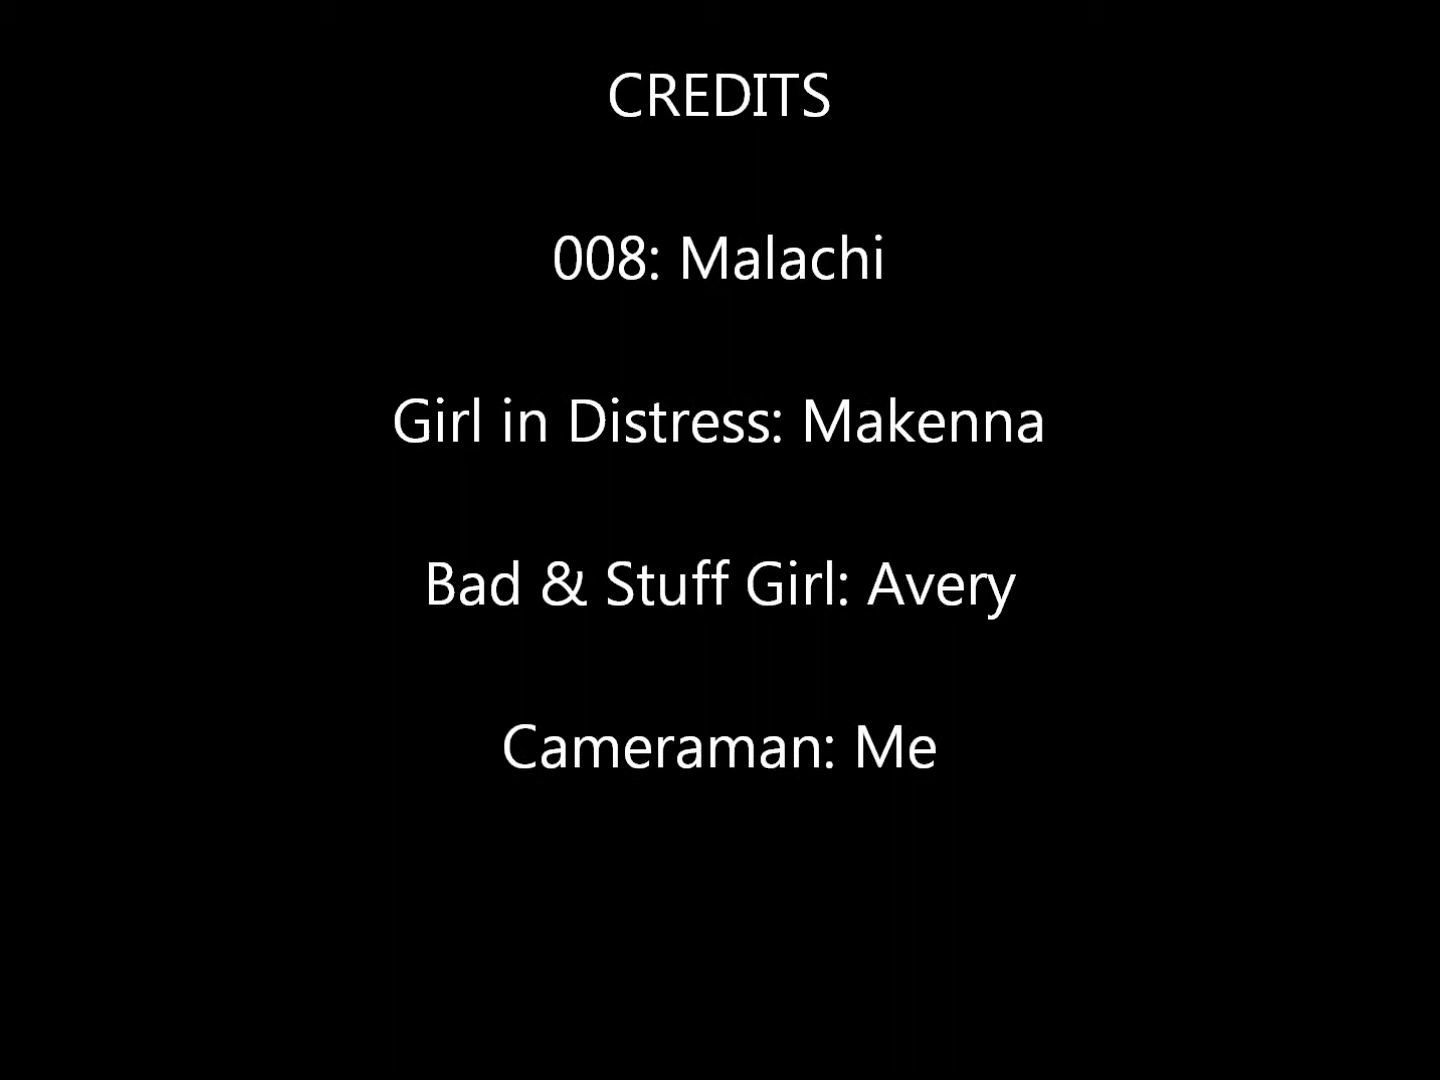 CREDITS
008: Malachi
Girl in Distress: Makenna
Bad & Stuff Girl: Avery
Cameraman: Me